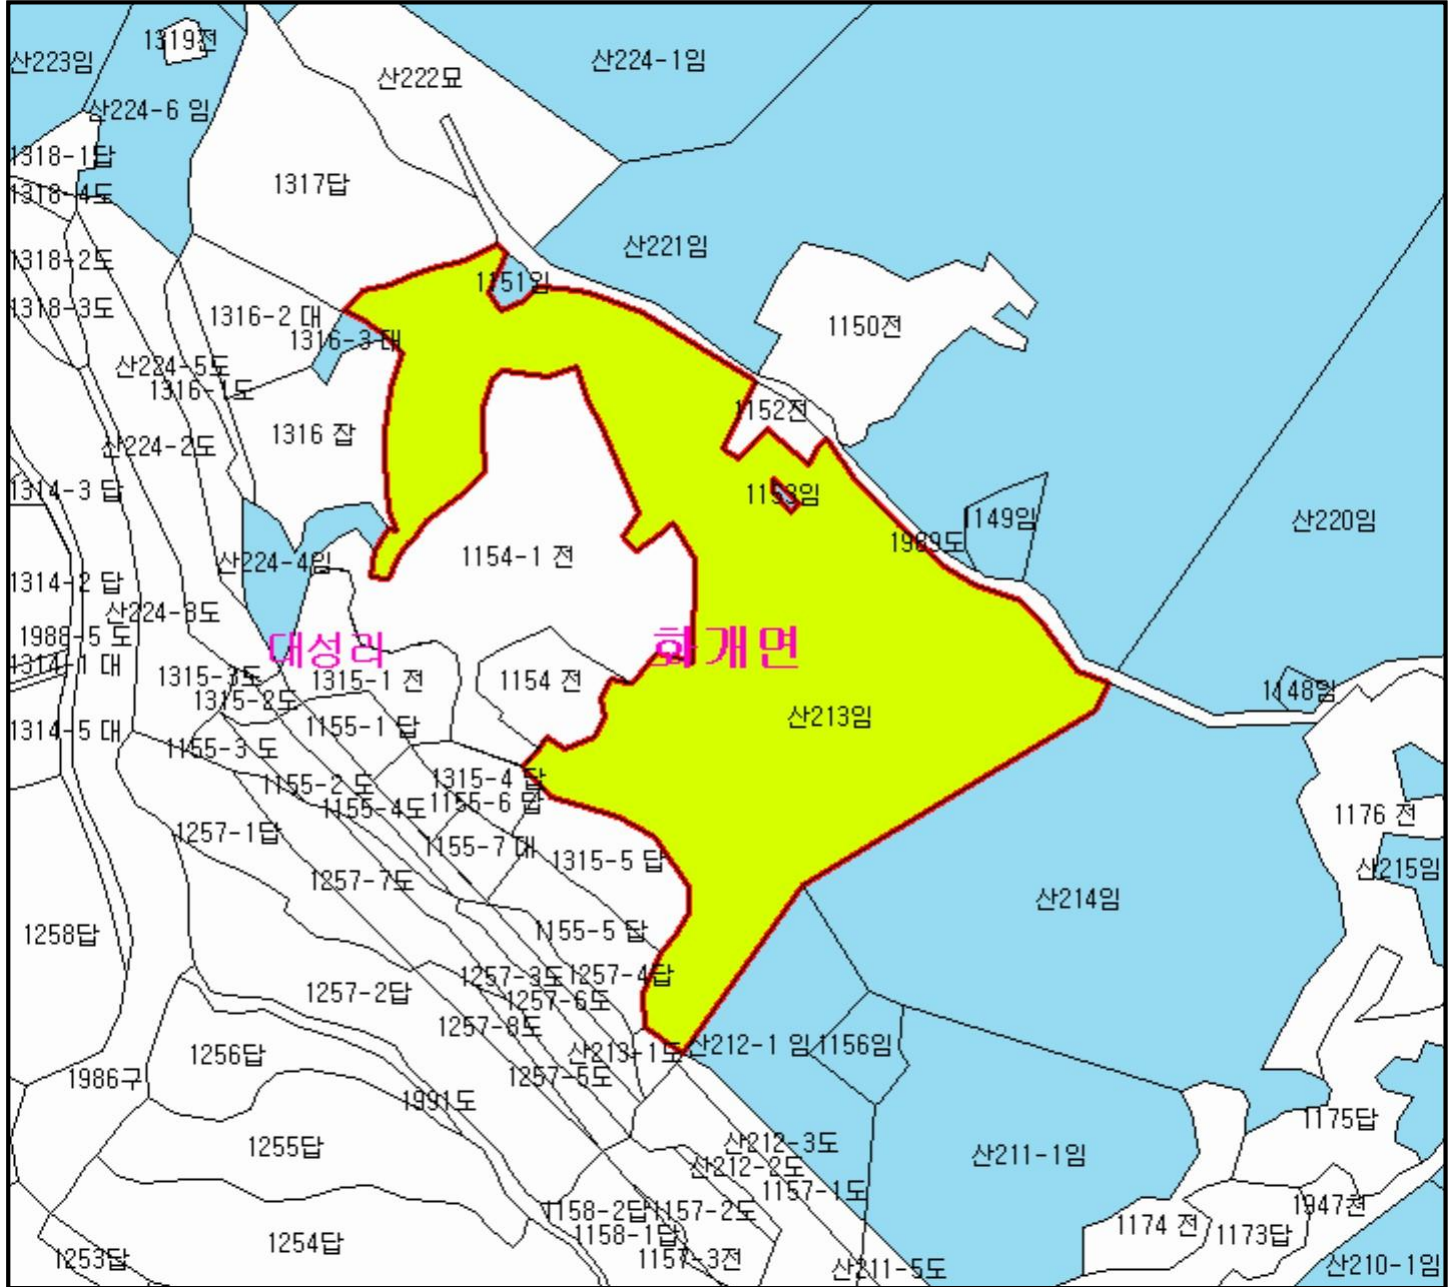 1319전
산223임
산224-1임
산222묘
산224-6 임
1318-1답
1317답
1318-4도
산221임
1318-2도
1151임
1318-3도
1316-2 대
1150전
1316-3 대
산224-5도
1316-1도
1152전
1316 잡
산224-2도
1314-3 답
1153임
1149임
산220임
1989도
1154-1 전
산224-4임
1314-2 답
산224-3도
1988-5 도
대성리
화개면
1314-1 대
1315-3도
1315-1 전
1154 전
1148임
1315-2도
산213임
1314-5 대
1155-1 답
1155-3 도
1315-4 답
1155-2 도
1155-6 답
1155-4도
1176 전
1257-1답
1155-7 대
1315-5 답
산215임
1257-7도
산214임
1258답
1155-5 답
1257-3도
1257-4답
1257-2답
1257-6도
1257-8도
산212-1 임
1156임
1256답
산213-1도
1986구
1257-5도
1991도
1175답
1255답
산212-3도
산211-1임
산212-2도
1157-1도
1947천
1158-2답
1157-2도
1174 전
1173답
1158-1답
1254답
1253답
1157-3전
산211-5도
산210-1임